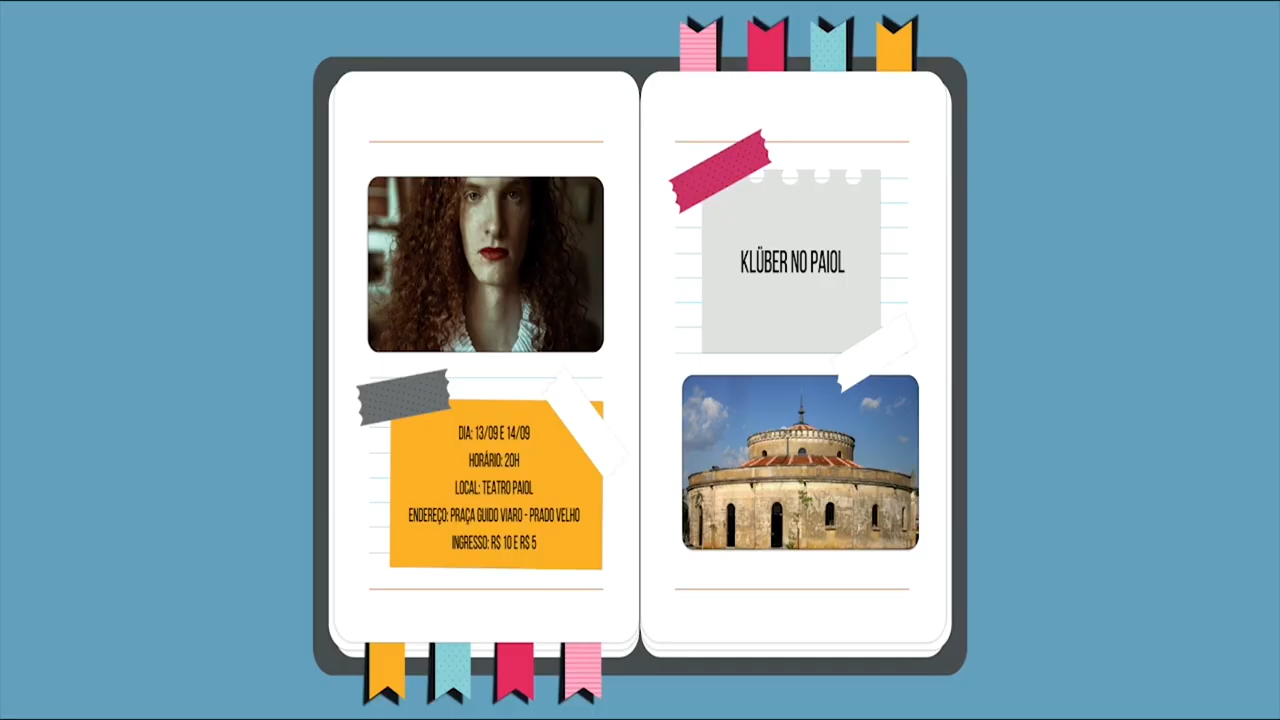 DIA: 13/09 E 14/09
HORÁRIO: 20H
LOCAL: TEATRO PAIOL
ENDEREÇO: PRAÇA GUIDO VIARO - PRADO VELHO
INGRESSO: R$ 10 E R$ 5
KLÜBER NO PAIOL